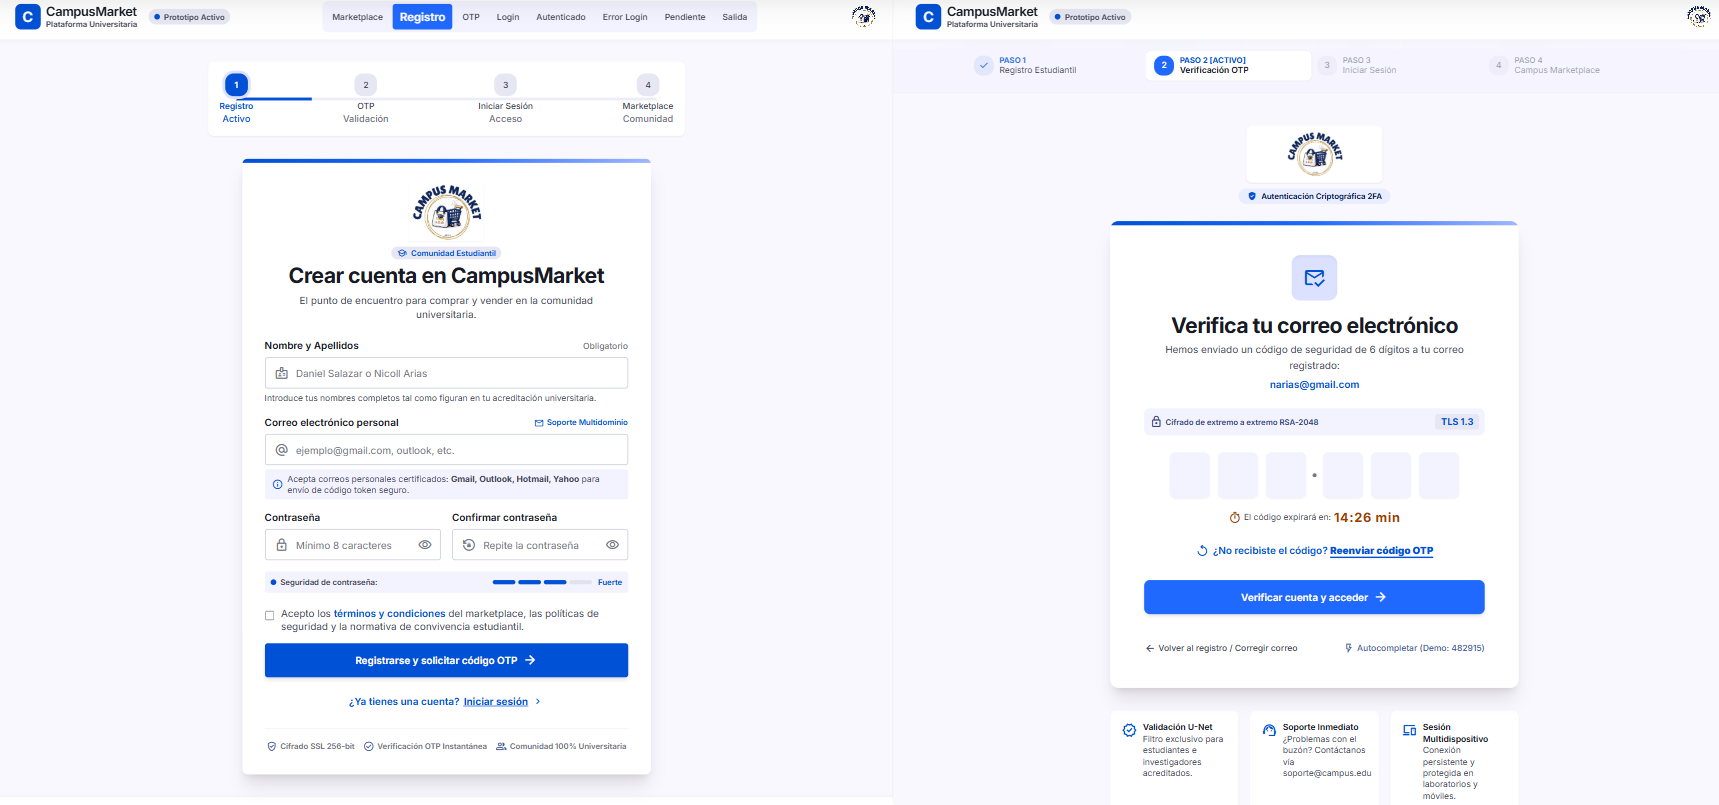 C
CampusMarket
Plataforma Universitaria
Prototipo Activo
Marketplace
Registro
OTP
Login
Autenticado
Error Login
Pendiente
Salida
1
Registro
Activo
2
OTP
Validación
3
Iniciar Sesión
Acceso
4
Marketplace
Comunidad
CAMPUS MARKET
Comunidad Estudiantil
Crear cuenta en CampusMarket
El punto de encuentro para comprar y vender en la comunidad
universitaria.
Nombre y Apellidos
Obligatorio
Daniel Salazar o Nicoll Arias
Introduce tus nombres completos tal como figuran en tu acreditación universitaria.
Correo electrónico personal
Soporte Multidominio
ejemplo@gmail.com, outlook, etc.
Acepta correos personales certificados: Gmail, Outlook, Hotmail, Yahoo para
envío de código token seguro.
Contraseña
Confirmar contraseña
Mínimo 8 caracteres
Repite la contraseña
Seguridad de contraseña:
Fuerte
Acepto los términos y condiciones del marketplace, las políticas de
seguridad y la normativa de convivencia estudiantil.
Registrarse y solicitar código OTP
¿Ya tienes una cuenta? Iniciar sesión
Cifrado SSL 256-bit
Verificación OTP Instantánea
Comunidad 100% Universitaria
C
CampusMarket
Plataforma Universitaria
Prototipo Activo
PASO 1
Registro Estudiantil
2
PASO 2 [ACTIVO]
Verificación OTP
3
PASO 3
Iniciar Sesión
4
PASO 4
Campus Marketplace
CAMPUS MARKET
Autenticación Criptográfica 2FA
Verifica tu correo electrónico
Hemos enviado un código de seguridad de 6 dígitos a tu correo
registrado:
narias@gmail.com
Cifrado de extremo a extremo RSA-2048
TLS 1.3
El código expirará en: 14:26 min
¿No recibiste el código? Reenviar código OTP
Verificar cuenta y acceder
Volver al registro / Corregir correo
Autocompletar (Demo: 482915)
Validación U-Net
Filtro exclusivo para
estudiantes e
investigadores
acreditados.
Soporte Inmediato
¿Problemas con el
buzón? Contáctanos
vía
soporte@campus.edu
Sesión
Multidispositivo
Conexión
persistente y
protegida en
laboratorios y
móviles.